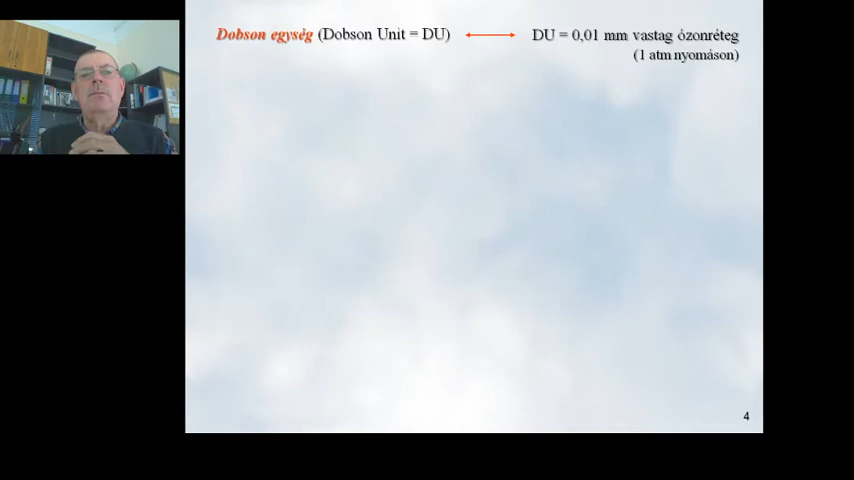 Dobson egység (Dobson Unit = DU) DU = 0,01 mm vastag ózonréteg
(1 atm nyomáson)
4